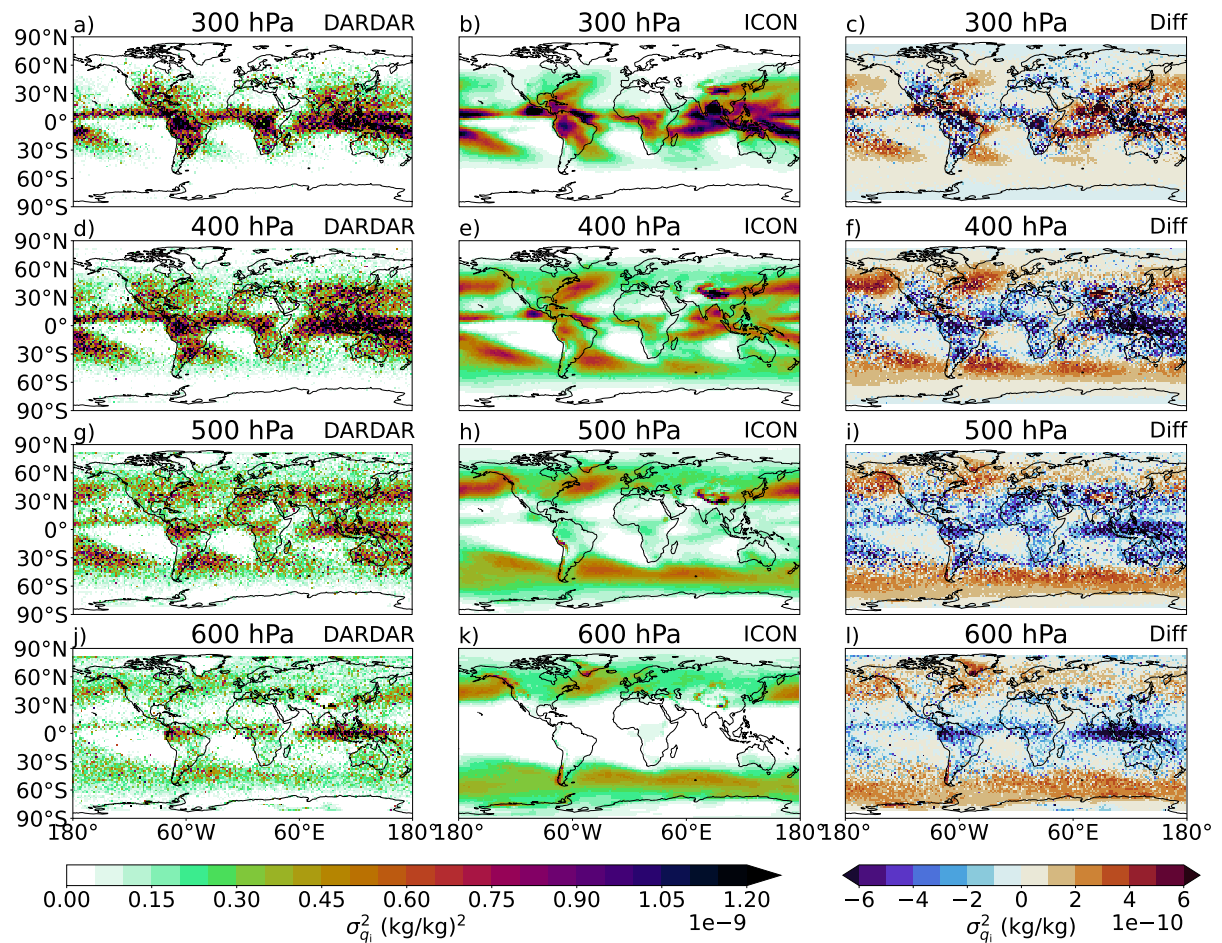 a) 300 hPa DARDAR b) 300 hPa ICON c) 300 hPa Diff
90°N
60°N
30°N
0°
30°S
60°S
90°S
d) 400 hPa DARDAR e) 400 hPa ICON f) 400 hPa Diff
90°N
60°N
30°N
0°
30°S
60°S
90°S
g) 500 hPa DARDAR h) 500 hPa ICON i) 500 hPa Diff
90°N
60°N
30°N
0°
30°S
60°S
90°S
j) 600 hPa DARDAR k) 600 hPa ICON l) 600 hPa Diff
90°N
60°N
30°N
0°
30°S
60°S
90°S
180° 60°W 60°E 180° 60°W 60°E 180° 60°W 60°E 180°
0.00 0.15 0.30 0.45 0.60 0.75 0.90 1.05 1.20
σ²qi (kg/kg)² 1e−9
−6 −4 −2 0 2 4 6
σ²qi (kg/kg) 1e−10